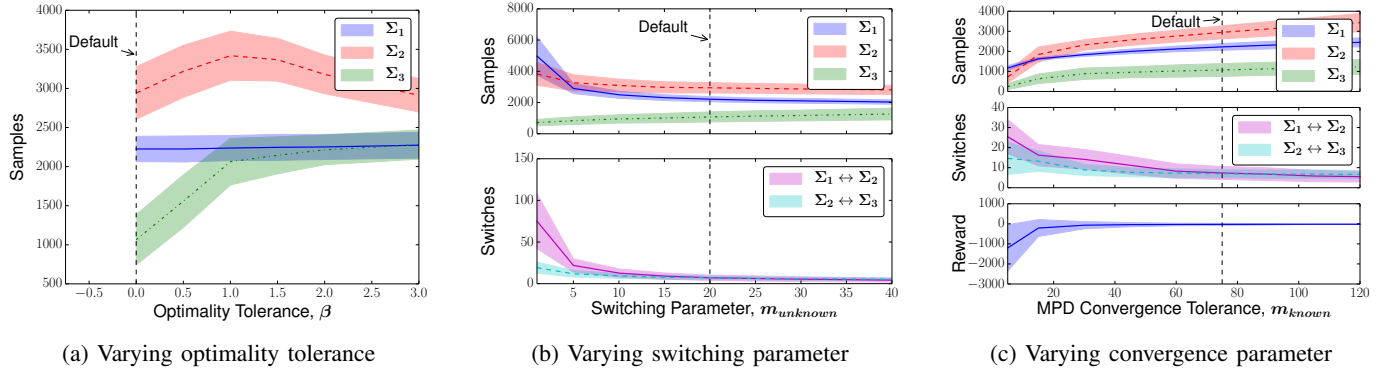 4000
3500
3000
2500
2000
1500
1000
500
Samples
Default
Σ1
Σ2
Σ3
−0.5
0.0
0.5
1.0
1.5
2.0
2.5
3.0
Optimality Tolerance, β
(a) Varying optimality tolerance
8000
6000
4000
2000
0
Samples
Default
Σ1
Σ2
Σ3
150
100
50
0
Switches
Σ1 ↔ Σ2
Σ2 ↔ Σ3
5
10
15
20
25
30
35
40
Switching Parameter, m_unknown
(b) Varying switching parameter
4000
3000
2000
1000
0
Samples
Default
Σ1
Σ2
Σ3
40
30
20
10
0
Switches
Σ1 ↔ Σ2
Σ2 ↔ Σ3
1000
0
−1000
−2000
−3000
Reward
20
40
60
80
100
120
MPD Convergence Tolerance, m_known
(c) Varying convergence parameter